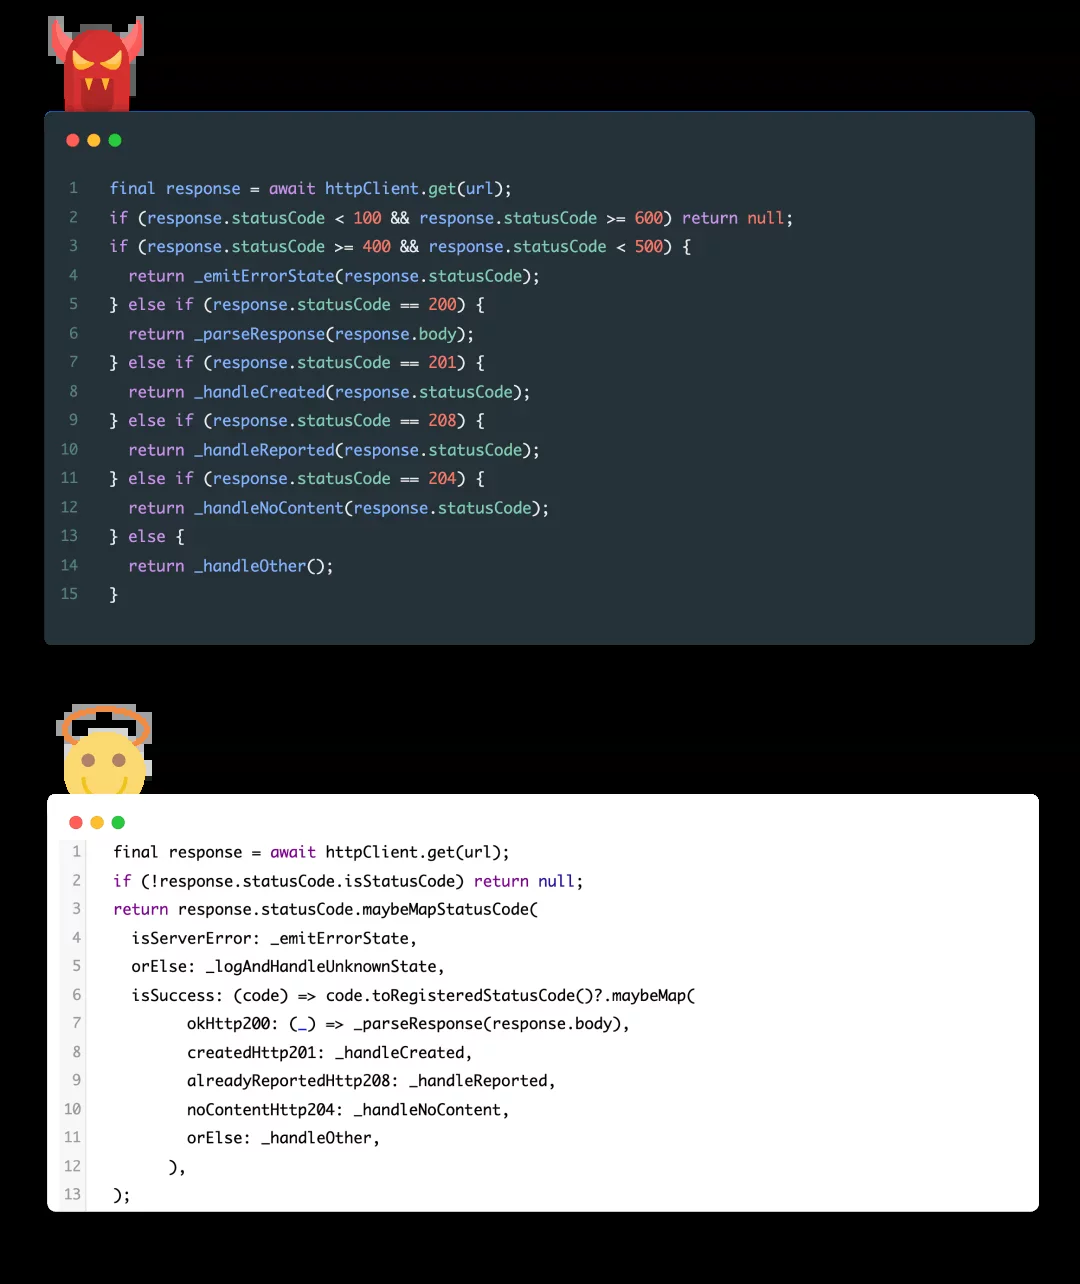 1 final response = await httpClient.get(url);
2 if (response.statusCode < 100 && response.statusCode >= 600) return null;
3 if (response.statusCode >= 400 && response.statusCode < 500) {
4 return _emitErrorState(response.statusCode);
5 } else if (response.statusCode == 200) {
6 return _parseResponse(response.body);
7 } else if (response.statusCode == 201) {
8 return _handleCreated(response.statusCode);
9 } else if (response.statusCode == 208) {
10 return _handleReported(response.statusCode);
11 } else if (response.statusCode == 204) {
12 return _handleNoContent(response.statusCode);
13 } else {
14 return _handleOther();
15 }
1 final response = await httpClient.get(url);
2 if (!response.statusCode.isStatusCode) return null;
3 return response.statusCode.maybeMapStatusCode(
4 isServerError: _emitErrorState,
5 orElse: _logAndHandleUnknownState,
6 isSuccess: (code) => code.toRegisteredStatusCode()?.maybeMap(
7 okHttp200: (_) => _parseResponse(response.body),
8 createdHttp201: _handleCreated,
9 alreadyReportedHttp208: _handleReported,
10 noContentHttp204: _handleNoContent,
11 orElse: _handleOther,
12 ),
13 );